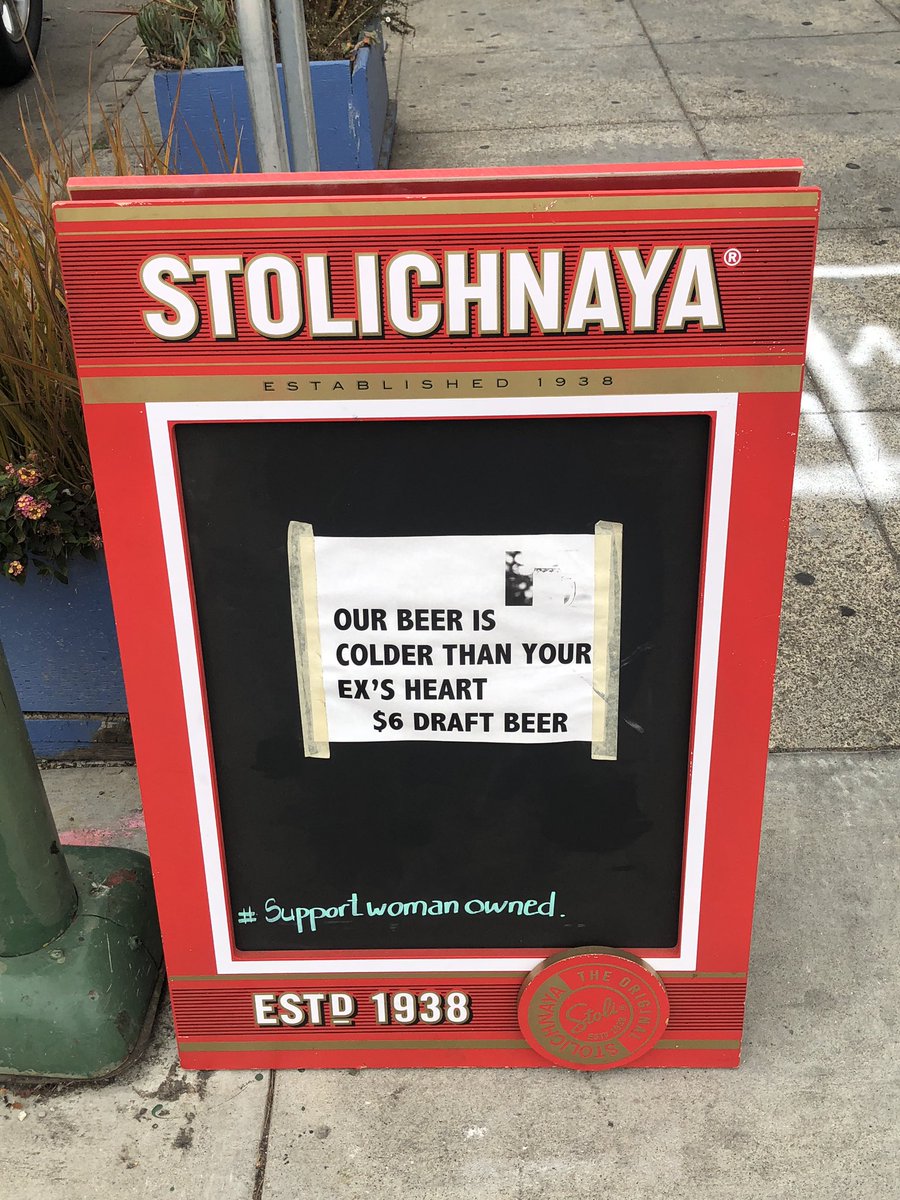 STOLICHNAYA®
ESTABLISHED 1938
OUR BEER IS
COLDER THAN YOUR
EX'S HEART
$6 DRAFT BEER
# Support woman owned.
ESTD 1938
THE ORIGINAL
Stoli
STOLICHNAYA